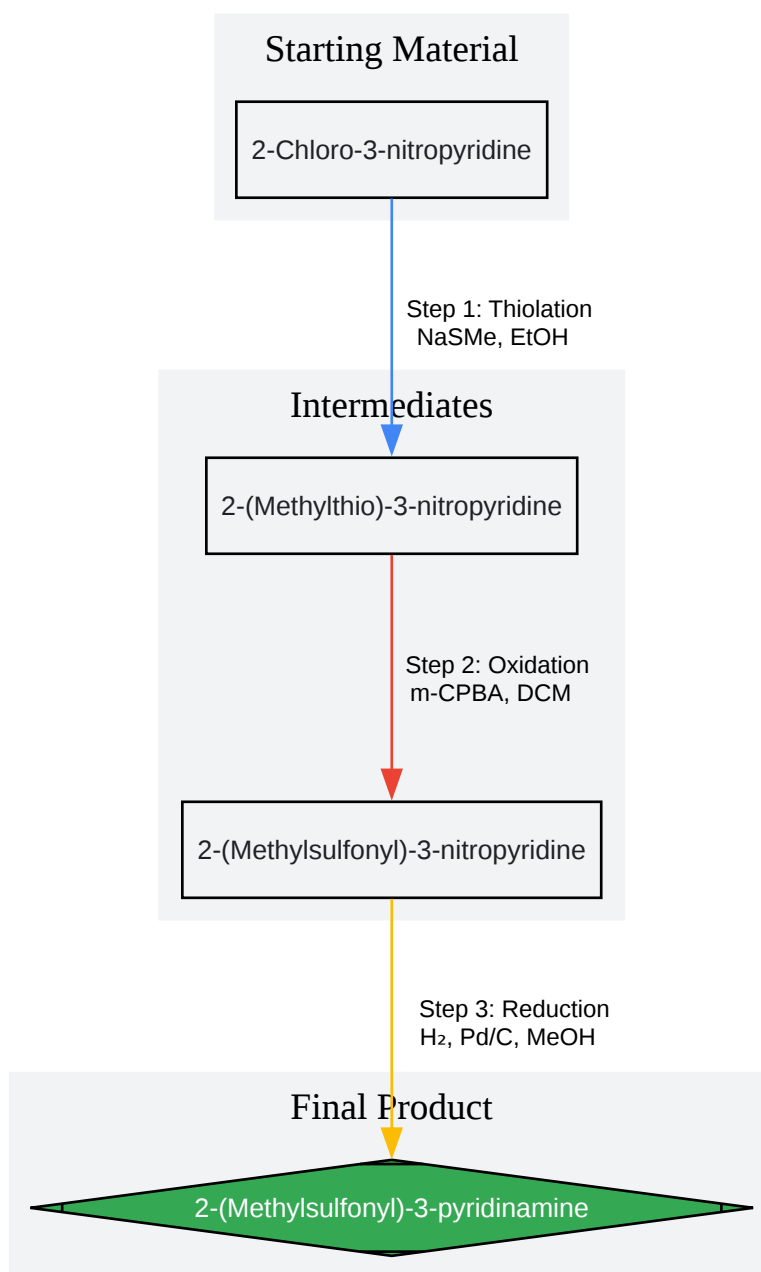 Starting Material
2-Chloro-3-nitropyridine
Step 1: Thiolation
NaSMe, EtOH
Intermediates
2-(Methylthio)-3-nitropyridine
Step 2: Oxidation
m-CPBA, DCM
2-(Methylsulfonyl)-3-nitropyridine
Step 3: Reduction
H₂, Pd/C, MeOH
Final Product
2-(Methylsulfonyl)-3-pyridinamine